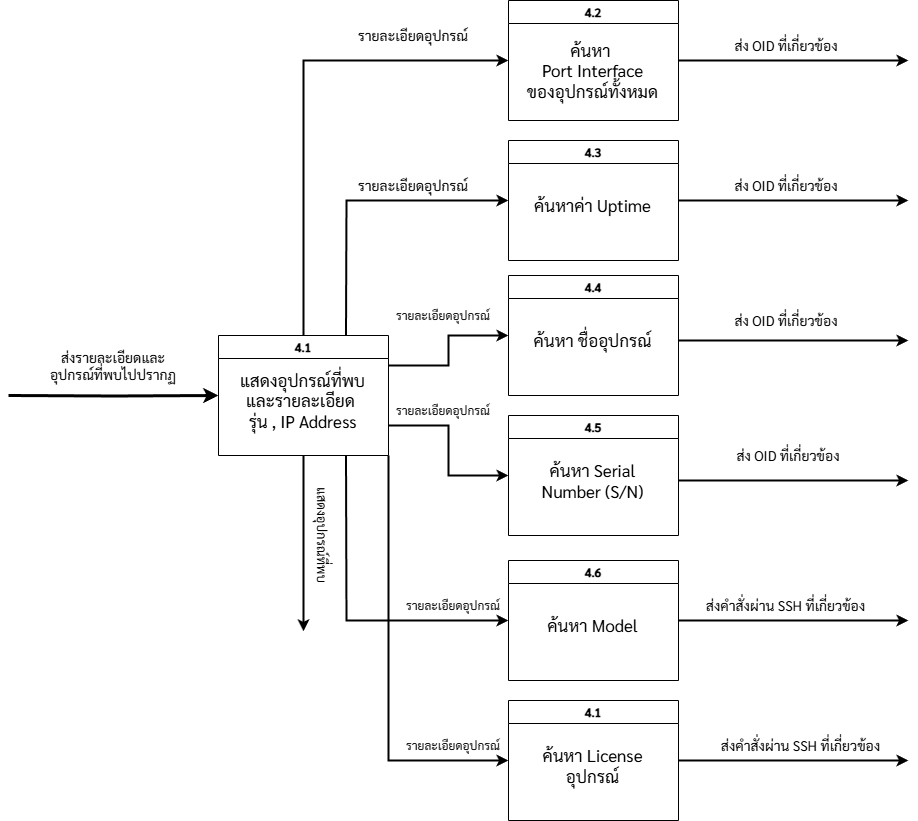 4.2
รายละเอียดอุปกรณ์
ค้นหา
Port Interface
ของอุปกรณ์ทั้งหมด
ส่ง OID ที่เกี่ยวข้อง
4.3
รายละเอียดอุปกรณ์
ค้นหาค่า Uptime
ส่ง OID ที่เกี่ยวข้อง
4.4
รายละเอียดอุปกรณ์
ค้นหา ชื่ออุปกรณ์
ส่ง OID ที่เกี่ยวข้อง
ส่งรายละเอียดและ
อุปกรณ์ที่พบไปปรากฏ
4.1
แสดงอุปกรณ์ที่พบ
และรายละเอียด
รุ่น , IP Address
4.5
รายละเอียดอุปกรณ์
ค้นหา Serial
Number (S/N)
ส่ง OID ที่เกี่ยวข้อง
แสดงอุปกรณ์ที่พบ
4.6
รายละเอียดอุปกรณ์
ค้นหา Model
ส่งคำสั่งผ่าน SSH ที่เกี่ยวข้อง
4.1
รายละเอียดอุปกรณ์
ค้นหา License
อุปกรณ์
ส่งคำสั่งผ่าน SSH ที่เกี่ยวข้อง